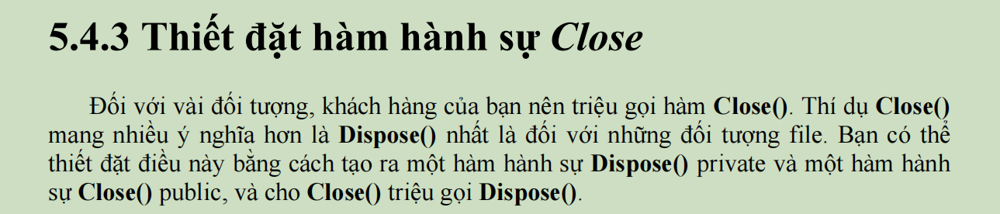 5.4.3 Thiết đặt hàm hành sự Close
Đối với vài đối tượng, khách hàng của bạn nên triệu gọi hàm Close(). Thí dụ Close()
mang nhiều ý nghĩa hơn là Dispose() nhất là đối với những đối tượng file. Bạn có thể
thiết đặt điều này bằng cách tạo ra một hàm hành sự Dispose() private và một hàm hành
sự Close() public, và cho Close() triệu gọi Dispose().